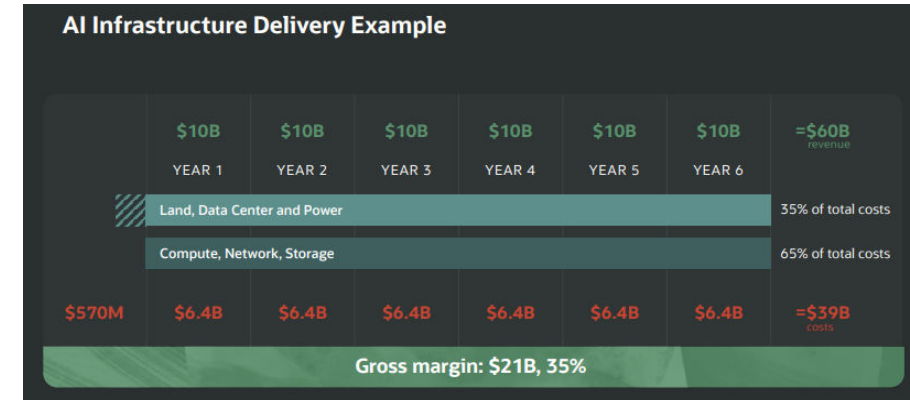 AI Infrastructure Delivery Example
$10B $10B $10B $10B $10B $10B =$60B
revenue
YEAR 1 YEAR 2 YEAR 3 YEAR 4 YEAR 5 YEAR 6
Land, Data Center and Power 35% of total costs
Compute, Network, Storage 65% of total costs
$570M $6.4B $6.4B $6.4B $6.4B $6.4B $6.4B =$39B
costs
Gross margin: $21B, 35%